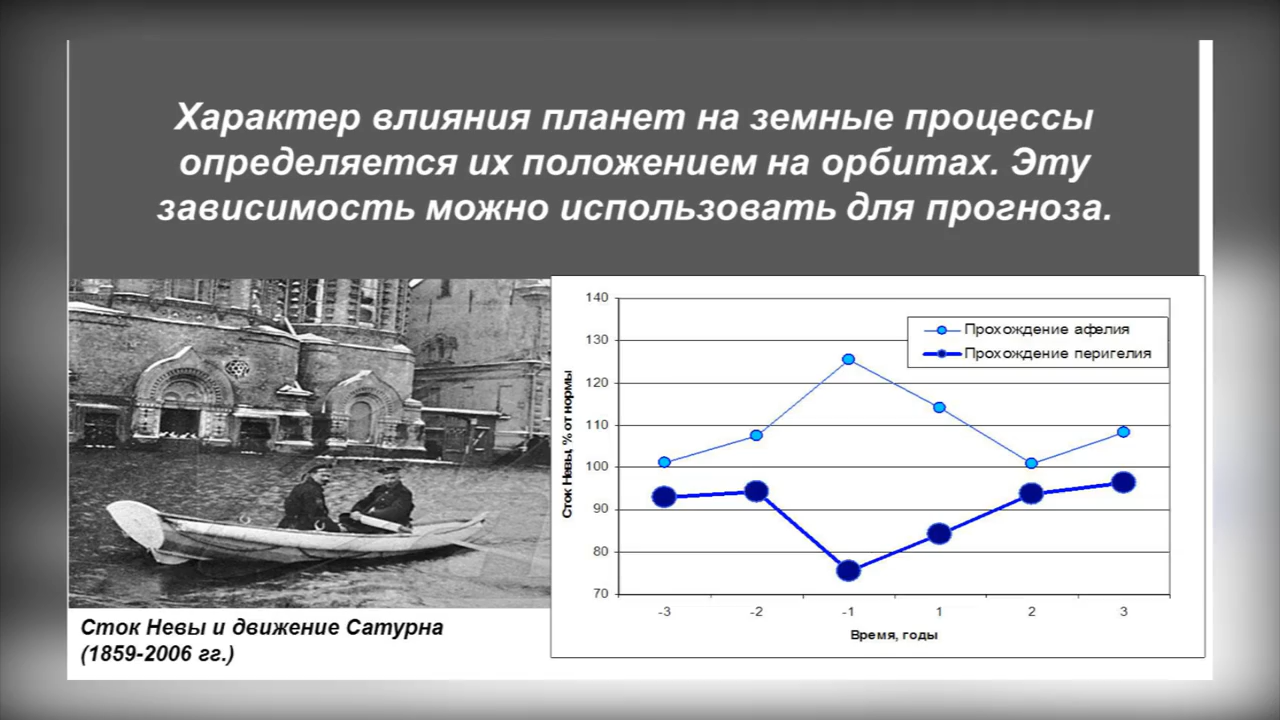 Характер влияния планет на земные процессы
определяется их положением на орбитах. Эту
зависимость можно использовать для прогноза.
Сток Невы и движение Сатурна
(1859-2006 гг.)
Сток Невы, % от нормы
140
130
120
110
100
90
80
70
Прохождение афелия
Прохождение перигелия
-3 -2 -1 1 2 3
Время, годы